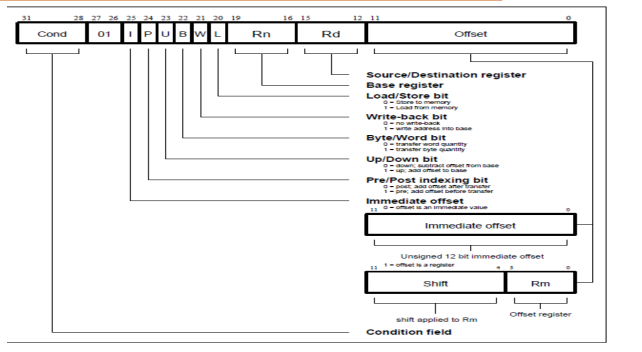 31 28 27 26 25 24 23 22 21 20 19 16 15 12 11 0
Cond 01 I P U B W L Rn Rd Offset
Source/Destination register
Base register
Load/Store bit
0 = Store to memory
1 = Load from memory
Write-back bit
0 = no write-back
1 = write address into base
Byte/Word bit
0 = transfer word quantity
1 = transfer byte quantity
Up/Down bit
0 = down; subtract offset from base
1 = up; add offset to base
Pre/Post indexing bit
0 = post; add offset after transfer
1 = pre; add offset before transfer
Immediate offset
0 = offset is an immediate value
11 0
Immediate offset
Unsigned 12 bit immediate offset
1 = offset is a register
11 4 3 0
Shift Rm
shift applied to Rm Offset register
Condition field